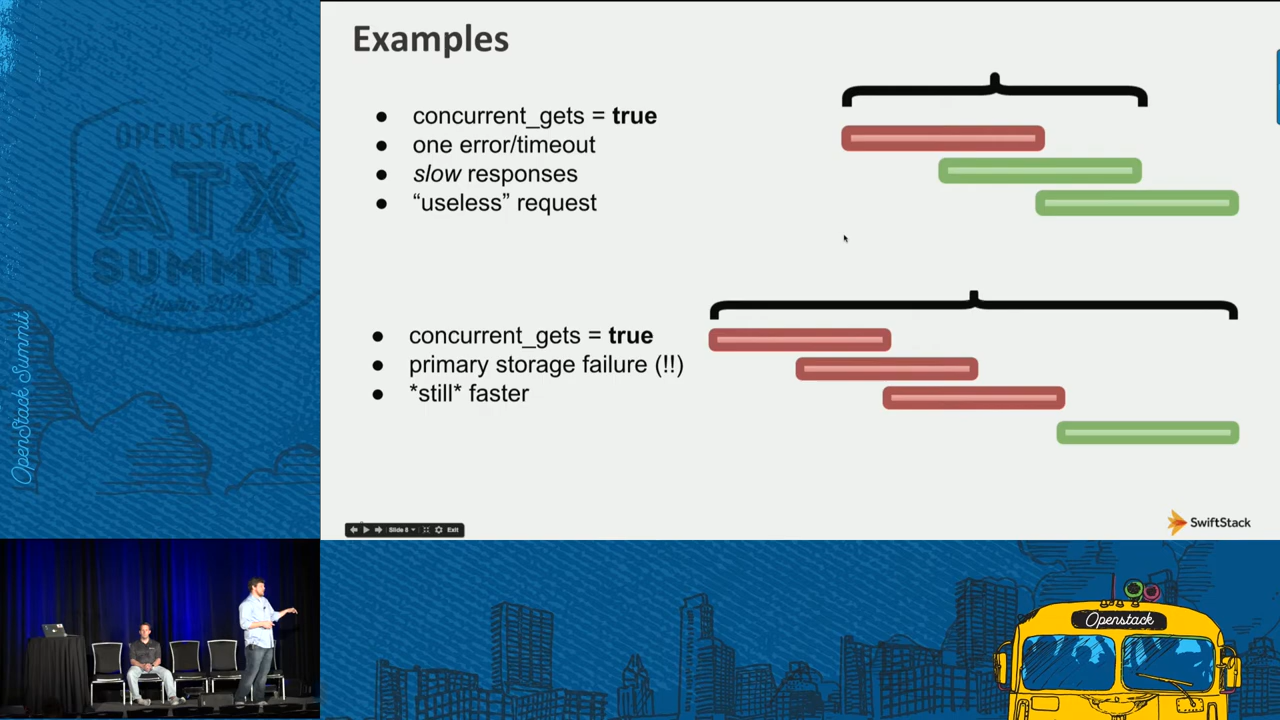 Examples
concurrent_gets = true
one error/timeout
slow responses
“useless” request
concurrent_gets = true
primary storage failure (!!)
*still* faster
Slide 8
Exit
SwiftStack
OPENSTACK
ATX
SUMMIT
Austin 2016
OpenStack Summit
Openstack